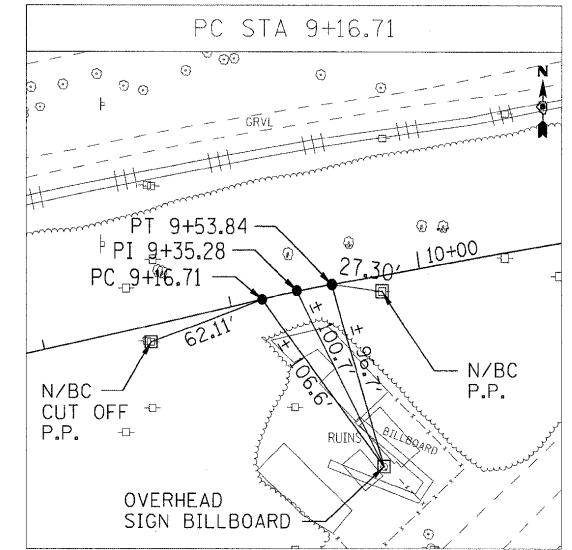 PC STA 9+16.71
N
GRVL
PT 9+53.84
PI 9+35.28
PC 9+16.71
27.30'
10+00
62.11'
± 106.6'
± 100.7'
± 96.7'
N/BC
CUT OFF
P.P.
N/BC
P.P.
RUINS
BILLBOARD
OVERHEAD
SIGN BILLBOARD